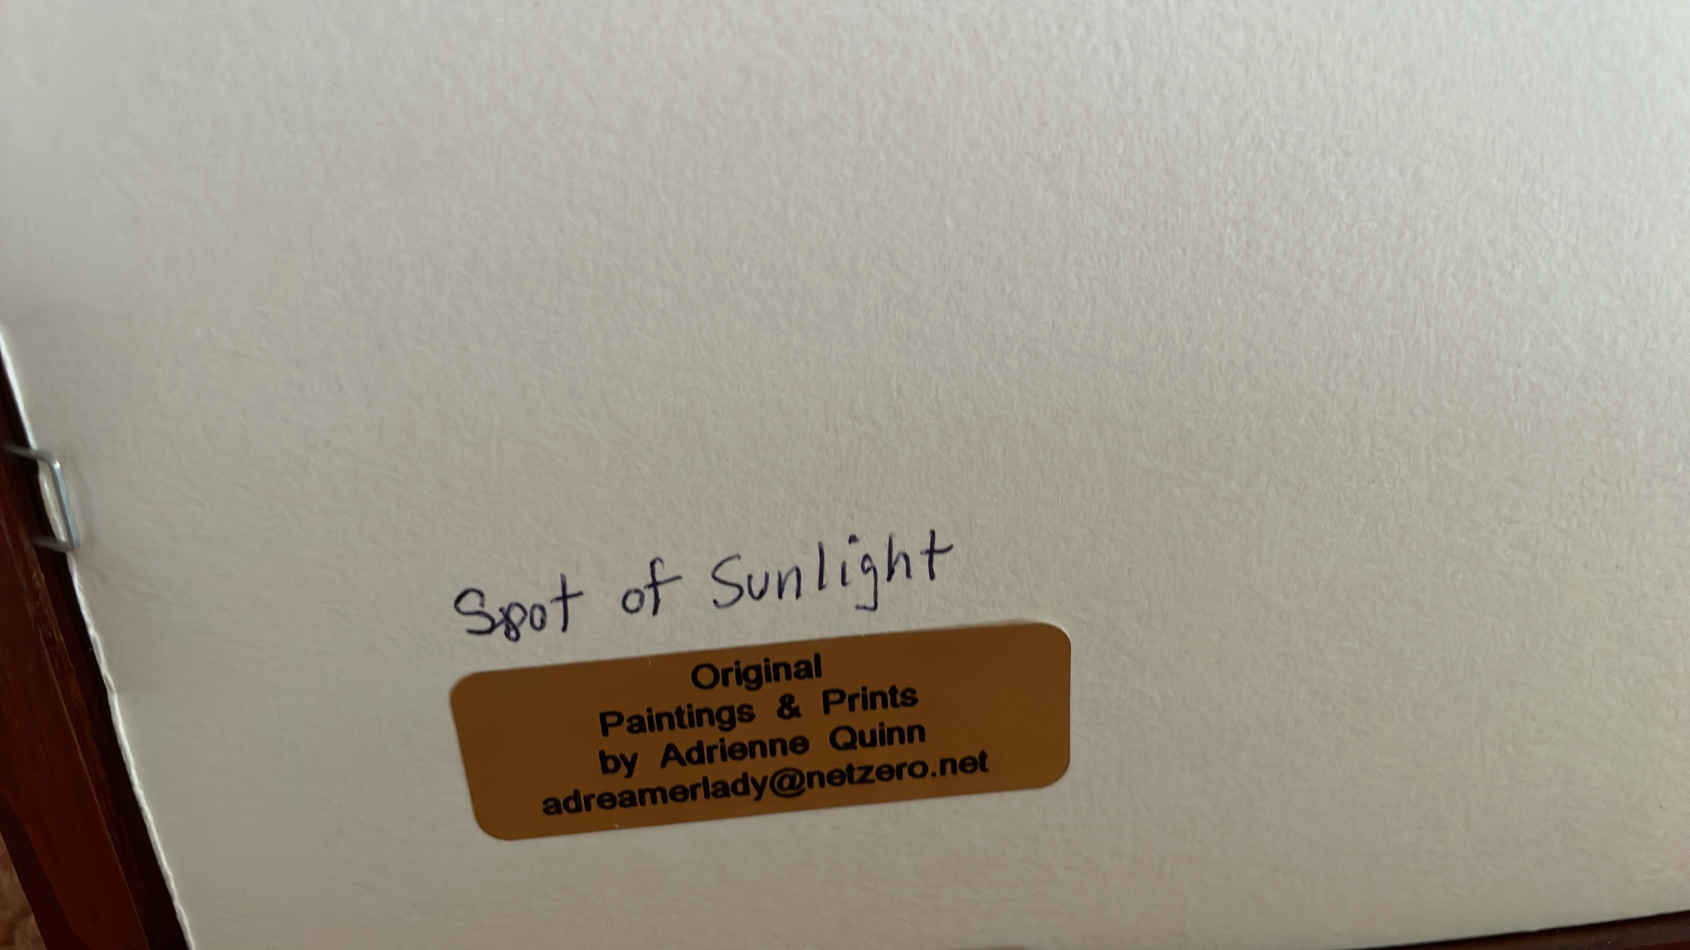 Spot of Sunlight
Original
Paintings & Prints
by Adrienne Quinn
adreamerlady@netzero.net